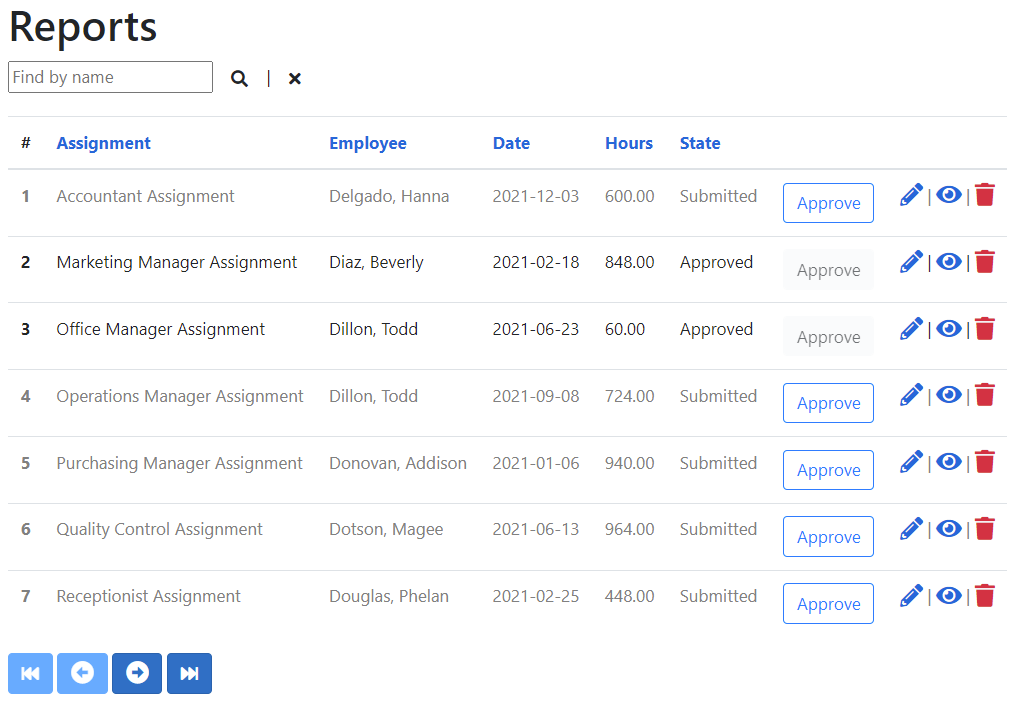 Reports
Find by name |
# Assignment Employee Date Hours State
1 Accountant Assignment Delgado, Hanna 2021-12-03 600.00 Submitted Approve | |
2 Marketing Manager Assignment Diaz, Beverly 2021-02-18 848.00 Approved Approve | |
3 Office Manager Assignment Dillon, Todd 2021-06-23 60.00 Approved Approve | |
4 Operations Manager Assignment Dillon, Todd 2021-09-08 724.00 Submitted Approve | |
5 Purchasing Manager Assignment Donovan, Addison 2021-01-06 940.00 Submitted Approve | |
6 Quality Control Assignment Dotson, Magee 2021-06-13 964.00 Submitted Approve | |
7 Receptionist Assignment Douglas, Phelan 2021-02-25 448.00 Submitted Approve | |